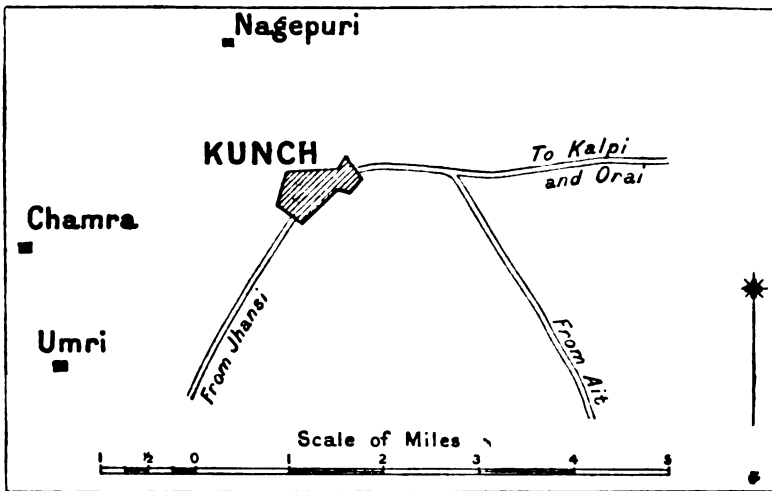 Nagepuri
KUNCH
To Kalpi
and Orai
Chamra
Umri
From Jhansi
From Ait
Scale of Miles
1 ½ 0 1 2 3 4 5